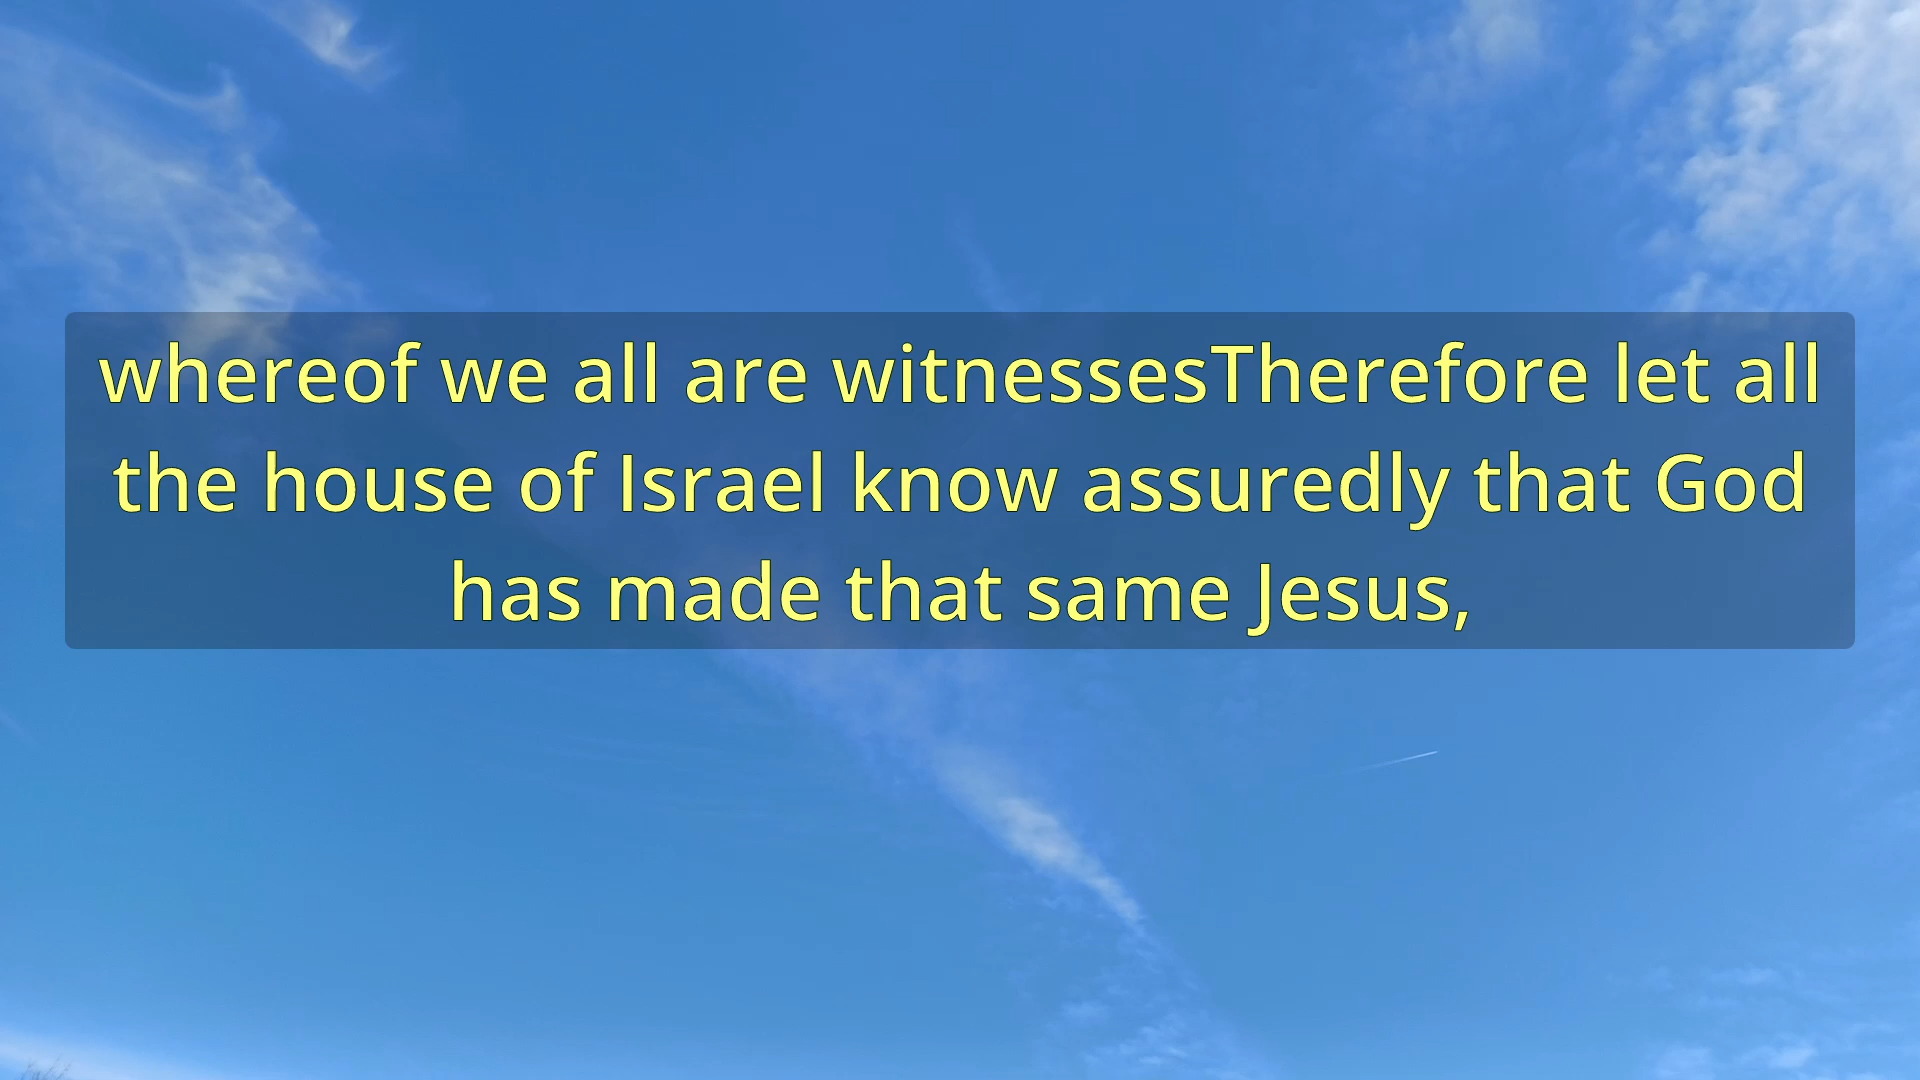 whereof we all are witnessesTherefore let all
the house of Israel know assuredly that God
has made that same Jesus,